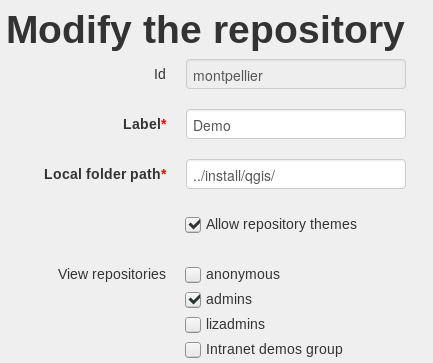 Modify the repository
Id montpellier
Label* Demo
Local folder path* ../install/qgis/
Allow repository themes
View repositories anonymous
admins
lizadmins
Intranet demos group